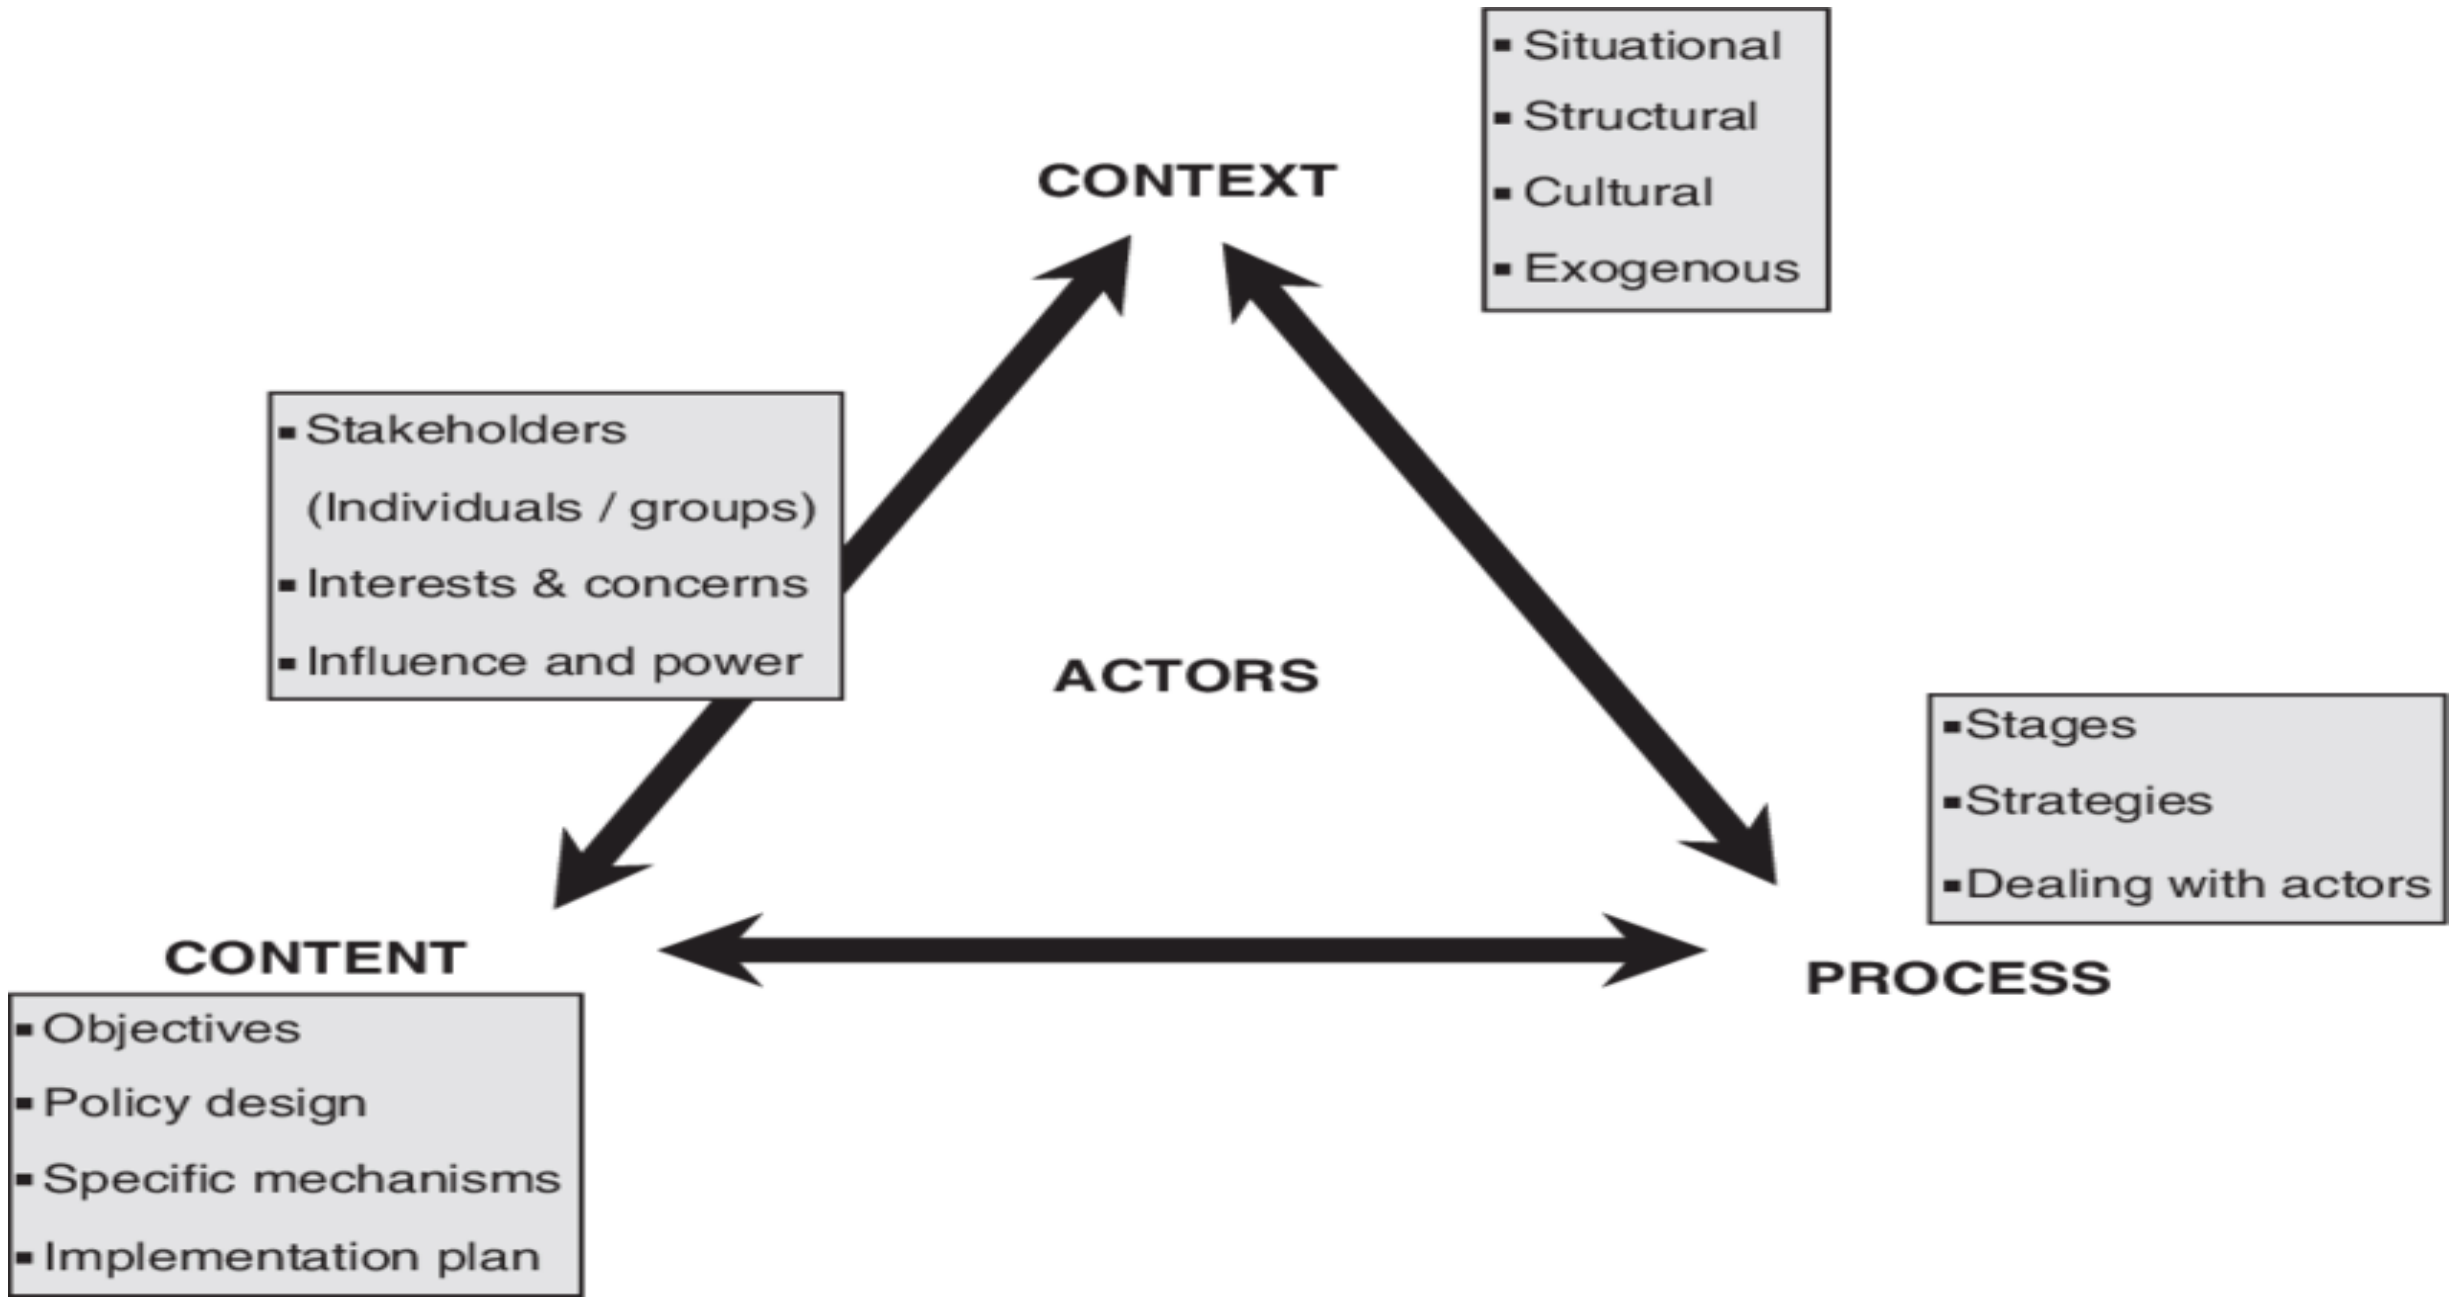 CONTEXT
▪ Situational
▪ Structural
▪ Cultural
▪ Exogenous
▪ Stakeholders
(Individuals / groups)
▪ Interests & concerns
▪ Influence and power
ACTORS
▪ Stages
▪ Strategies
▪ Dealing with actors
CONTENT
PROCESS
▪ Objectives
▪ Policy design
▪ Specific mechanisms
▪ Implementation plan